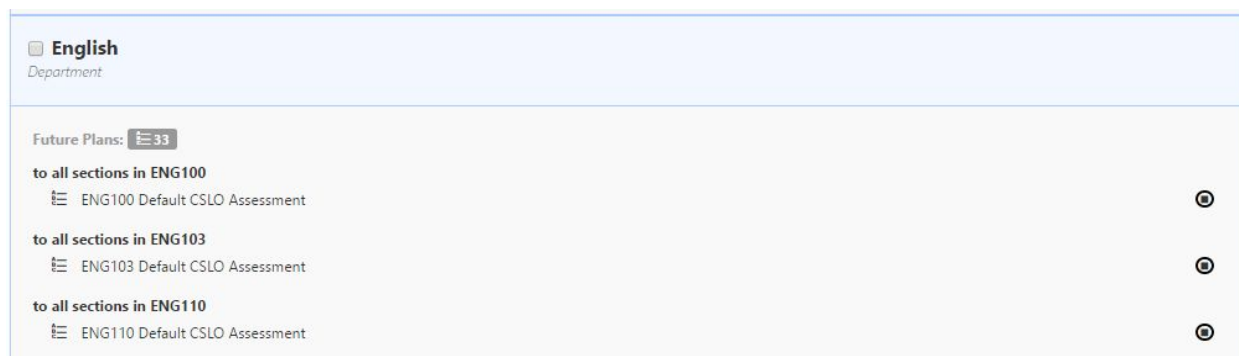 English
Department
Future Plans: 33
to all sections in ENG100
ENG100 Default CSLO Assessment
to all sections in ENG103
ENG103 Default CSLO Assessment
to all sections in ENG110
ENG110 Default CSLO Assessment